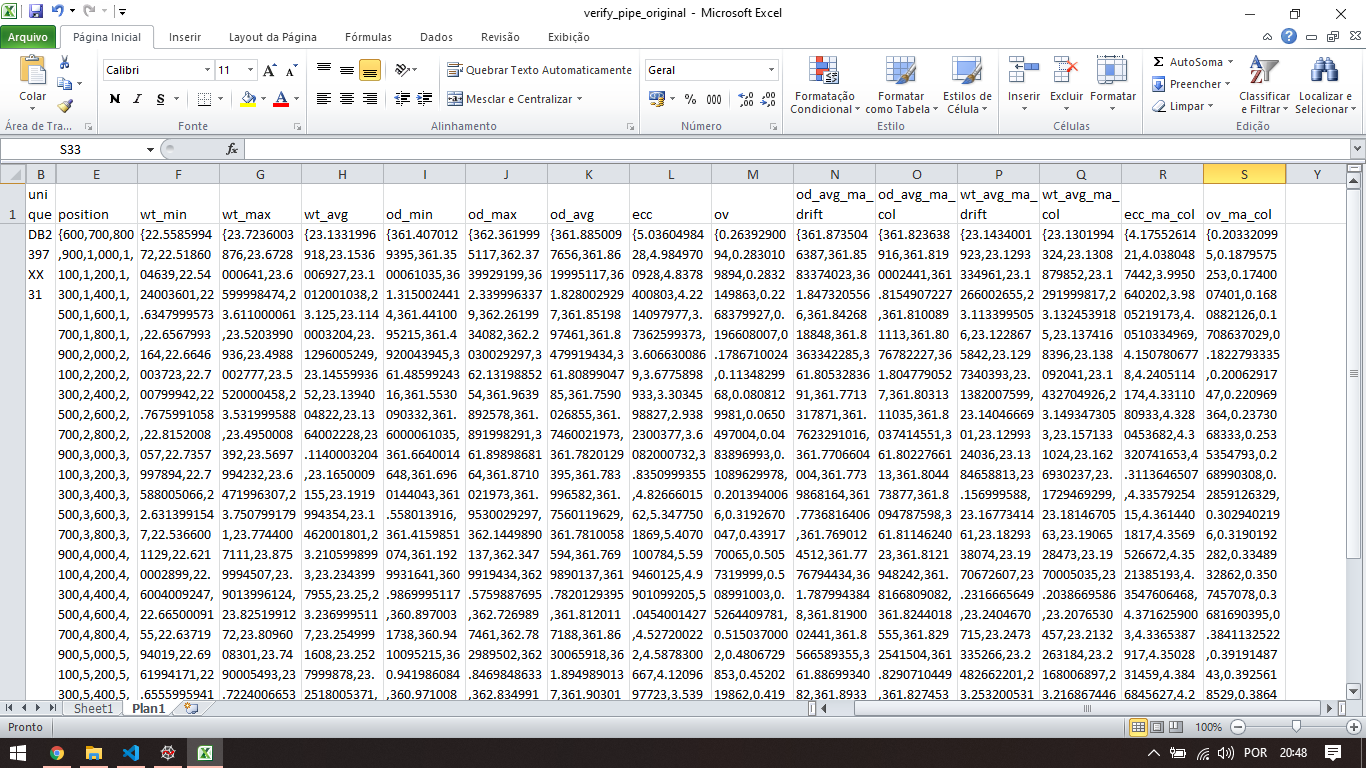 verify_pipe_original - Microsoft Excel
Arquivo Página Inicial Inserir Layout da Página Fórmulas Dados Revisão Exibição
Colar Calibri 11 Quebrar Texto Automaticamente Geral Formatação Condicional Formatar como Tabela Estilos de Célula Inserir Excluir Formatar AutoSoma Preencher Limpar Classificar e Filtrar Localizar e Selecionar
N I S Mesclar e Centralizar % 000
Área de Tra... Fonte Alinhamento Número Estilo Células Edição
S33 fx
B E F G H I J K L M N O P Q R S Y
1 unique position wt_min wt_max wt_avg od_min od_max od_avg ecc ov od_avg_ma_drift od_avg_ma_col wt_avg_ma_drift wt_avg_ma_col ecc_ma_col ov_ma_col
DB2 {600,700,800 {22.5585994 {23.7236003 {23.1331996 {361.407012 {362.361999 {361.885009 {5.03604984 {0.26392900 {361.873504 {361.823638 {23.1434001 {23.1301994 {4.17552614 {0.20332099
397 ,900,1,000,1, 72,22.51860 876,23.6728 918,23.1536 9395,361.35 5117,362.37 7656,361.86 28,4.984970 94,0.283010 6387,361.85 916,361.819 923,23.1293 324,23.1308 21,4.038048 5,0.1879575
XX 100,1,200,1, 04639,22.54 000641,23.6 006927,23.1 00061035,36 39929199,36 19995117,36 0928,4.8378 9894,0.2832 83374023,36 0002441,361 334961,23.1 879852,23.1 7442,3.9950 253,0.17400
31 300,1,400,1, 24003601,22 599998474,2 012001038,2 1.315002441 2.339996337 1.828002929 400803,4.22 149863,0.22 1.847320556 .8154907227 266002655,2 291999817,2 640202,3.98 07401,0.168
500,1,600,1, .6347999573 3.611000061 3.125,23.114 4,361.44100 9,362.26199 7,361.85198 14097977,3. 68379927,0. 6,361.84268 ,361.810089 3.113399505 3.132453918 05219173,4. 0882126,0.1
700,1,800,1, ,22.6567993 ,23.5203990 0003204,23. 95215,361.4 34082,362.2 97461,361.8 7362599373, 196608007,0 18848,361.8 1113,361.80 6,23.122867 5,23.137416 0510334969, 708637029,0
900,2,000,2, 164,22.6646 936,23.4988 1296005249, 920043945,3 030029297,3 479919434,3 3.606630086 .1786710024 363342285,3 76782227,36 5842,23.129 8396,23.138 4.150780677 .1822793335
100,2,200,2, 003723,22.7 002777,23.5 23.14559936 61.48599243 62.13198852 61.80899047 9,3.6775898 ,0.11348299 61.80532836 1.804779052 7340393,23. 092041,23.1 8,4.2405114 ,0.20062917
300,2,400,2, 00799942,22 520000458,2 52,23.13940 16,361.5530 54,361.9639 85,361.7590 933,3.30345 68,0.080812 91,361.7713 7,361.80313 1382007599, 432704926,2 174,4.33110 47,0.220969
500,2,600,2, .7675991058 3.531999588 04822,23.13 090332,361. 892578,361. 026855,361. 98827,2.938 9981,0.0650 317871,361. 11035,361.8 23.14046669 3.149347305 80933,4.328 364,0.23730
700,2,800,2, ,22.8152008 ,23.4950008 64002228,23 6000061035, 891998291,3 7460021973, 2300377,3.6 497004,0.04 7623291016, 037414551,3 01,23.12993 3,23.157133 0453682,4.3 68333,0.253
900,3,000,3, 057,22.7357 392,23.5697 .1140003204 361.6640014 61.89898681 361.7820129 082000732,3 83896993,0. 361.7706604 61.80227661 24036,23.13 1024,23.162 320741653,4 5354793,0.2
100,3,200,3, 997894,22.7 994232,23.6 ,23.1650009 648,361.696 64,361.8710 395,361.783 .8350999355 1089629978, 004,361.773 13,361.8044 84658813,23 6930237,23. .3113646507 68990308,0.
300,3,400,3, 588005066,2 471996307,2 155,23.1919 0144043,361 021973,361. 996582,361. ,4.82666015 0.201394006 9868164,361 73877,361.8 .156999588, 1729469299, ,4.33579254 2859126329,
500,3,600,3, 2.631399154 3.750799179 994354,23.1 .558013916, 9530029297, 7560119629, 62,5.347750 6,0.3192670 .7736816406 094787598,3 23.16773414 23.18146705 15,4.361440 0.302940219
700,3,800,3, 7,22.536600 1,23.774400 462001801,2 361.4159851 362.1449890 361.7810058 1869,5.4070 047,0.43917 ,361.769012 61.81146240 61,23.18293 63,23.19065 1817,4.3569 6,0.3190192
900,4,000,4, 1129,22.621 7111,23.875 3.210599899 074,361.192 137,362.347 594,361.769 100784,5.59 70065,0.505 4512,361.77 23,361.8121 38074,23.19 28473,23.19 526672,4.35 282,0.33489
100,4,200,4, 0002899,22. 9994507,23. 3,23.234399 9931641,360 9919434,362 9890137,361 9460125,4.9 7319999,0.5 76794434,36 948242,361. 70672607,23 70005035,23 21385193,4. 32862,0.350
300,4,400,4, 6004009247, 9013996124, 7955,23.25,2 .9869995117 .5759887695 .7820129395 901099205,5 08991003,0. 1.787994384 8166809082, .2316665649 .2038669586 3547606468, 7457078,0.3
500,4,600,4, 22.66500091 23.82519912 3.236999511 ,360.897003 ,362.726989 ,361.812011 .0454001427 5264409781, 8,361.81900 361.8244018 ,23.2404670 ,23.2076530 4.371625900 681690395,0
700,4,800,4, 55,22.63719 72,23.80960 7,23.254999 1738,360.94 7461,362.78 7188,361.86 ,4.52720022 0.515037000 02441,361.8 555,361.829 715,23.2473 457,23.2132 3,4.3365387 .3841132522
900,5,000,5, 94019,22.69 08301,23.74 1608,23.252 10095215,36 2989502,362 30065918,36 2,4.5878300 2,0.4806729 566589355,3 2541504,361 335266,23.2 263184,23.2 917,4.35028 ,0.39191487
100,5,200,5, 61994171,22 90005493,23 7999878,23. 0.941986084 .8469848633 1.894989013 667,4.12096 853,0.45202 61.88699340 .8290710449 482662201,2 168006897,2 31459,4.384 43,0.392561
300,5,400,5, .6555995941 .7224006653 2518005371, ,360.971008 ,362.834991 7,361.90301 97723,3.539 19862,0.419 82,361.8933 ,361.827453 3.253200531 3.216867446 6845627,4.2 8529,0.3864
Sheet1 Plan1
Pronto 100%
POR 20:48